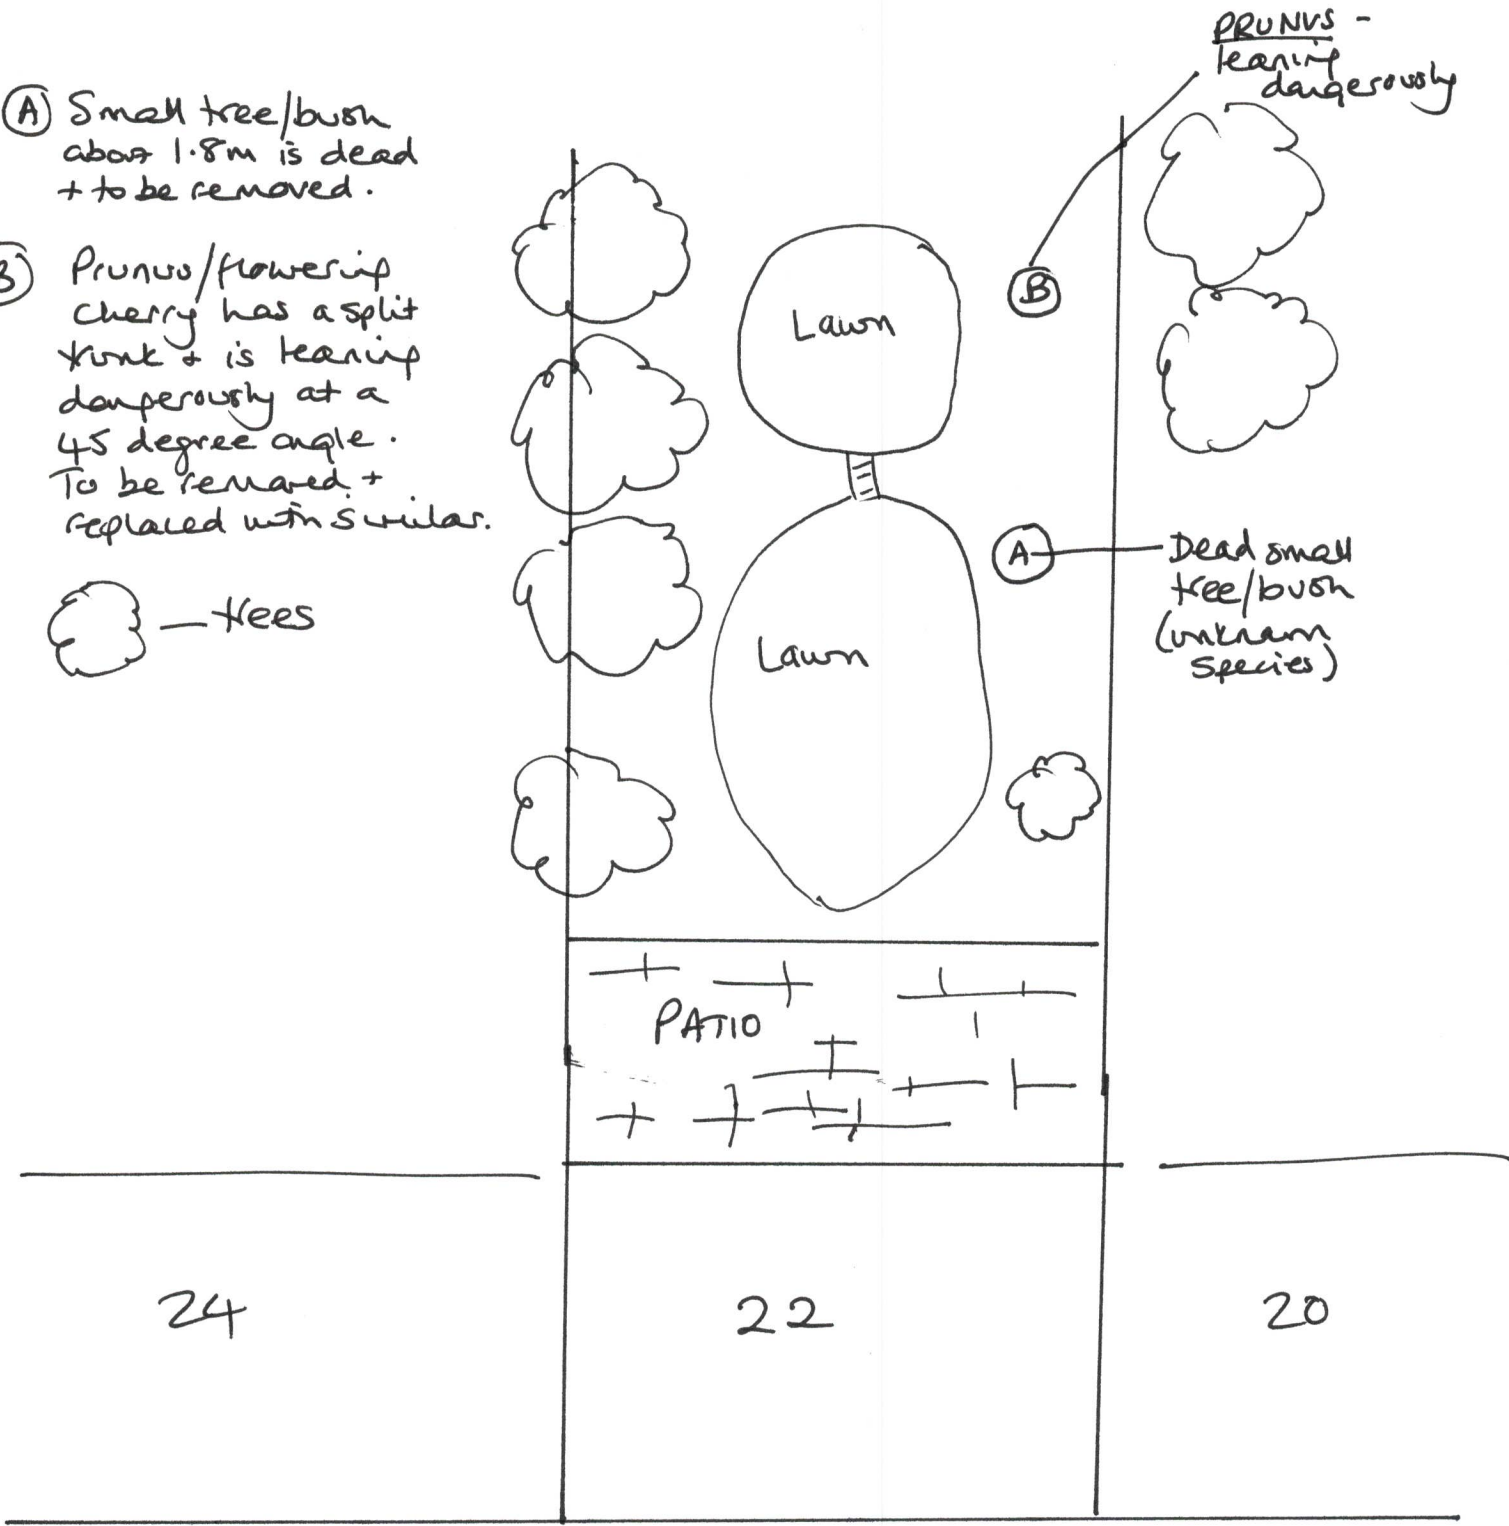 PRUNUS -
leaning
dangerously
(A) Small tree/bush
about 1.8m is dead
+ to be removed.
(B) Prunus/flowering
cherry has a split
trunk + is leaning
dangerously at a
45 degree angle.
To be removed +
replaced with similar.
- trees
Lawn
B
A
Dead small
tree/bush
(unknown
species)
Lawn
PATIO
24
22
20